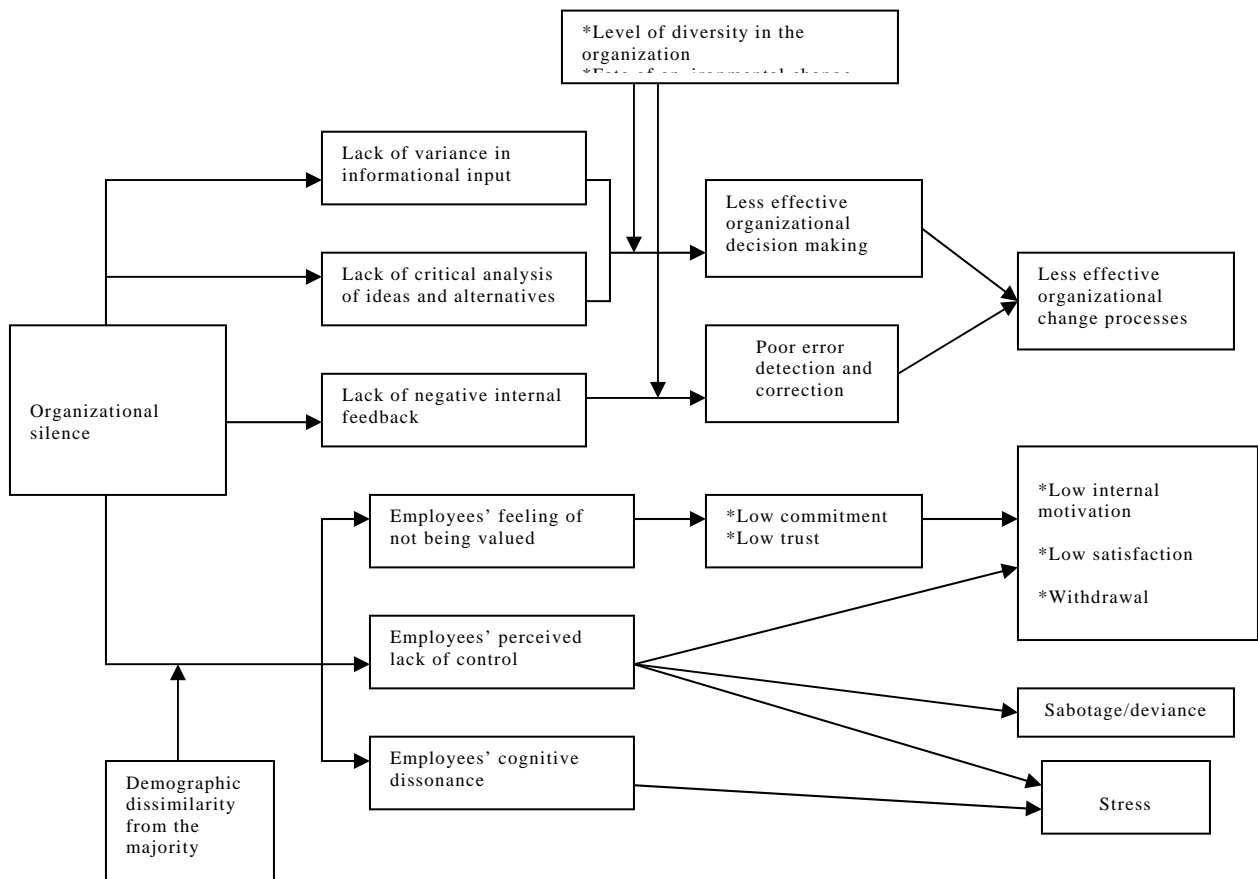 *Level of diversity in the
organization
Lack of variance in
informational input
Less effective
organizational
decision making
Lack of critical analysis
of ideas and alternatives
Less effective
organizational
change processes
Poor error
detection and
correction
Organizational
silence
Lack of negative internal
feedback
Employees’ feeling of
not being valued
*Low commitment
*Low trust
*Low internal
motivation
*Low satisfaction
*Withdrawal
Employees’ perceived
lack of control
Sabotage/deviance
Employees’ cognitive
dissonance
Stress
Demographic
dissimilarity
from the
majority